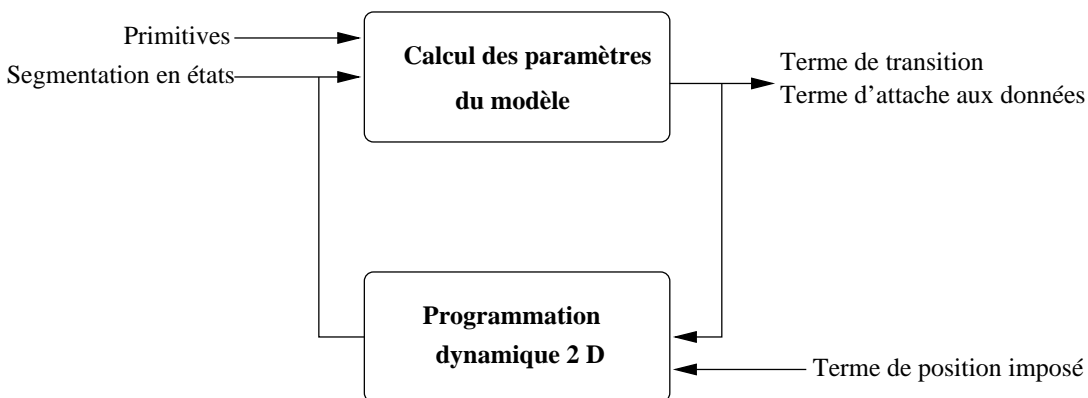 Primitives
Segmentation en états
Calcul des paramètres
du modèle
Terme de transition
Terme d'attache aux données
Programmation
dynamique 2 D
Terme de position imposé